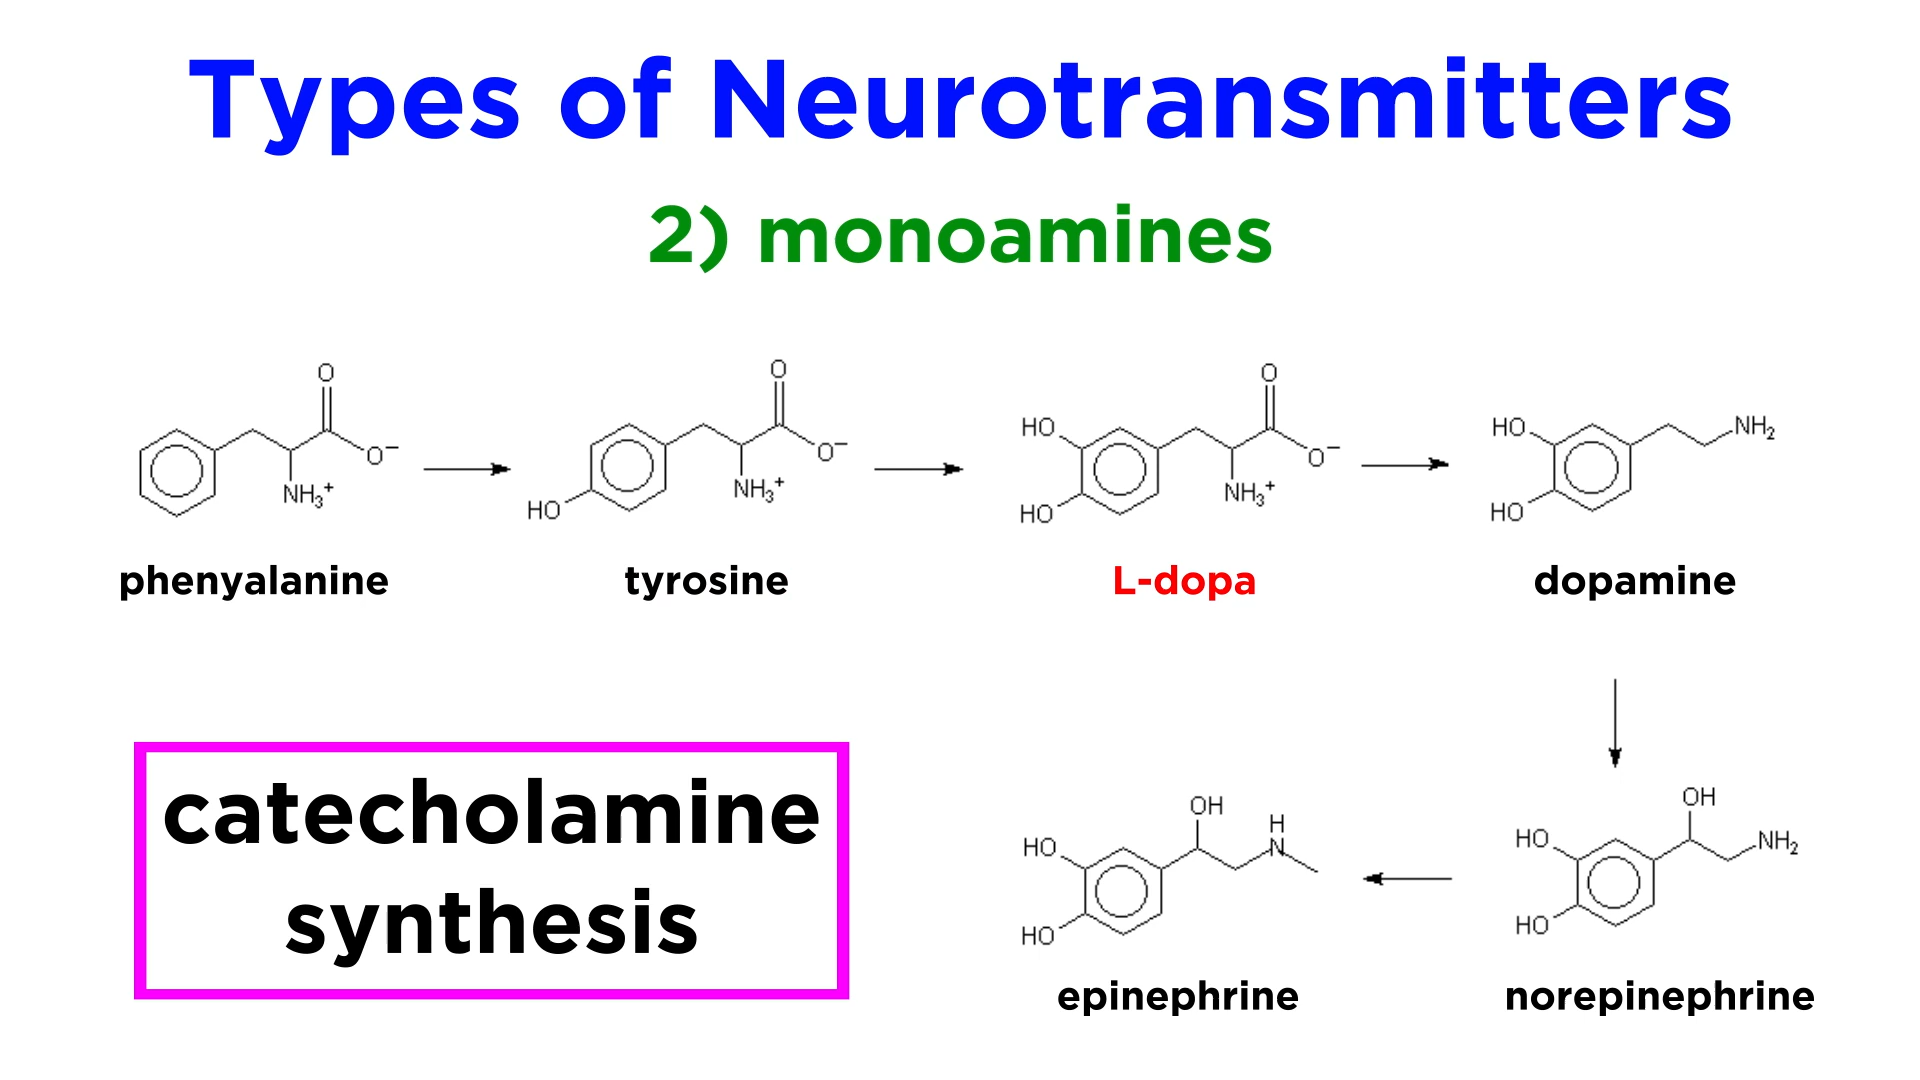 Types of Neurotransmitters
2) monoamines
O
O−
NH3+
phenyalanine
O
O−
NH3+
HO
tyrosine
O
HO
O−
NH3+
HO
L-dopa
HO
NH2
HO
dopamine
catecholamine
synthesis
OH
H
N
HO
HO
epinephrine
OH
HO
NH2
HO
norepinephrine